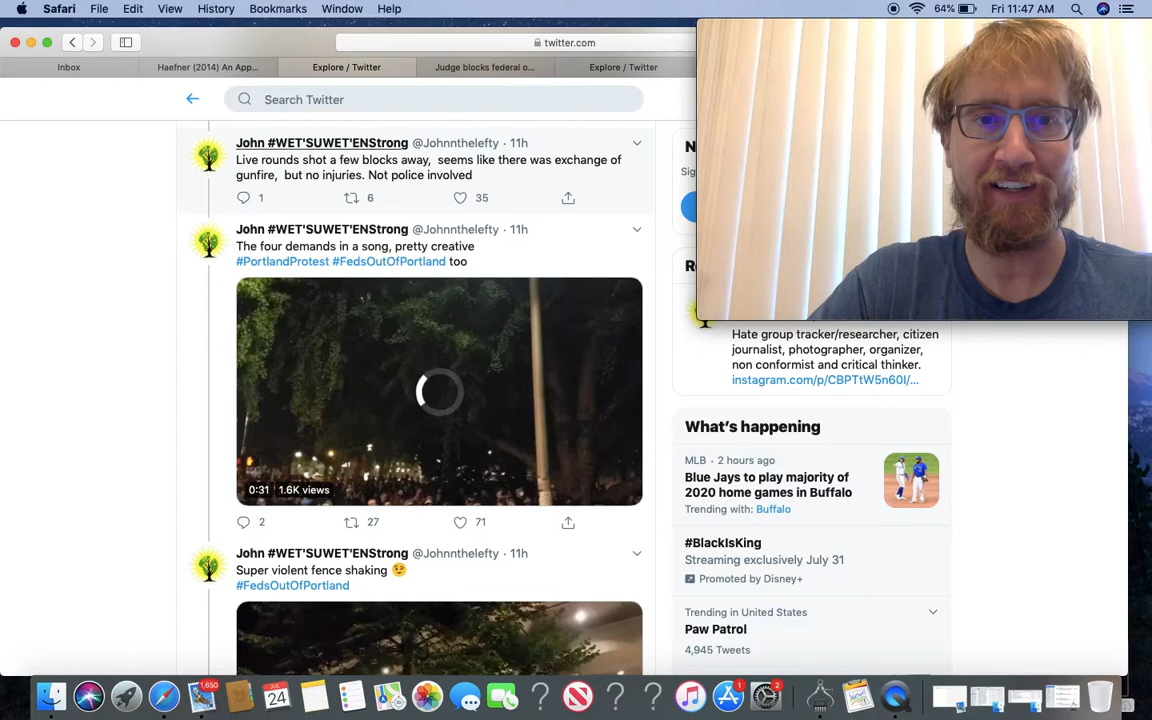 Safari File Edit View History Bookmarks Window Help
64% Fri 11:47 AM
twitter.com
Inbox
Haefner (2014) An App...
Explore / Twitter
Judge blocks federal o...
Explore / Twitter
Search Twitter
John #WET'SUWET'ENStrong @Johnnthelefty · 11h
Live rounds shot a few blocks away, seems like there was exchange of
gunfire, but no injuries. Not police involved
1 6 35
John #WET'SUWET'ENStrong @Johnnthelefty · 11h
The four demands in a song, pretty creative
#PortlandProtest #FedsOutOfPortland too
0:31 1.6K views
2 27 71
John #WET'SUWET'ENStrong @Johnnthelefty · 11h
Super violent fence shaking
#FedsOutOfPortland
N
Sig
R
Hate group tracker/researcher, citizen
journalist, photographer, organizer,
non conformist and critical thinker.
instagram.com/p/CBPTtW5n60I/...
What's happening
MLB · 2 hours ago
Blue Jays to play majority of
2020 home games in Buffalo
Trending with: Buffalo
#BlackIsKing
Streaming exclusively July 31
Promoted by Disney+
Trending in United States
Paw Patrol
4,945 Tweets
1,650
JUL
24
1
2